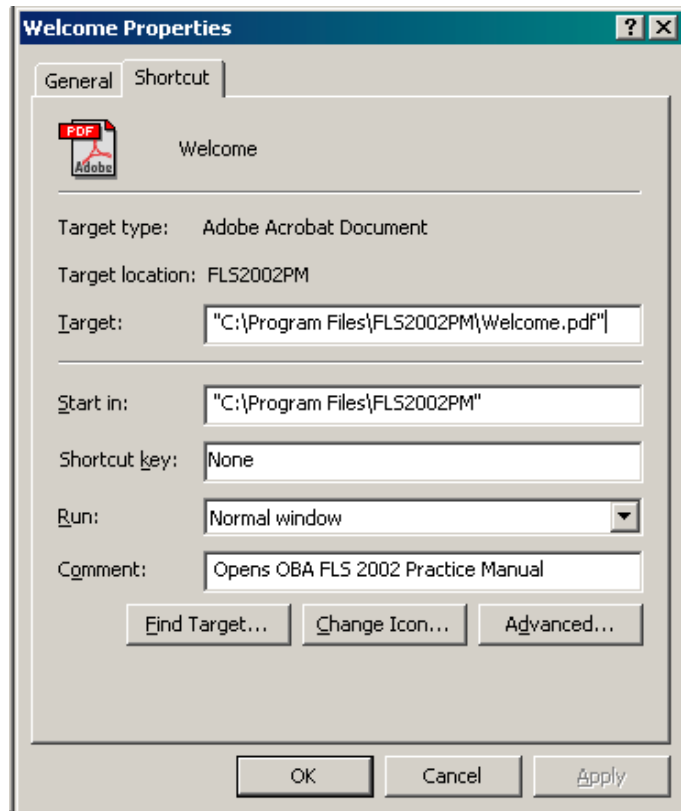 Welcome Properties
General Shortcut
PDF
Adobe
Welcome
Target type: Adobe Acrobat Document
Target location: FLS2002PM
Target: "C:\Program Files\FLS2002PM\Welcome.pdf"
Start in: "C:\Program Files\FLS2002PM"
Shortcut key: None
Run: Normal window
Comment: Opens OBA FLS 2002 Practice Manual
Find Target... Change Icon... Advanced...
OK Cancel Apply